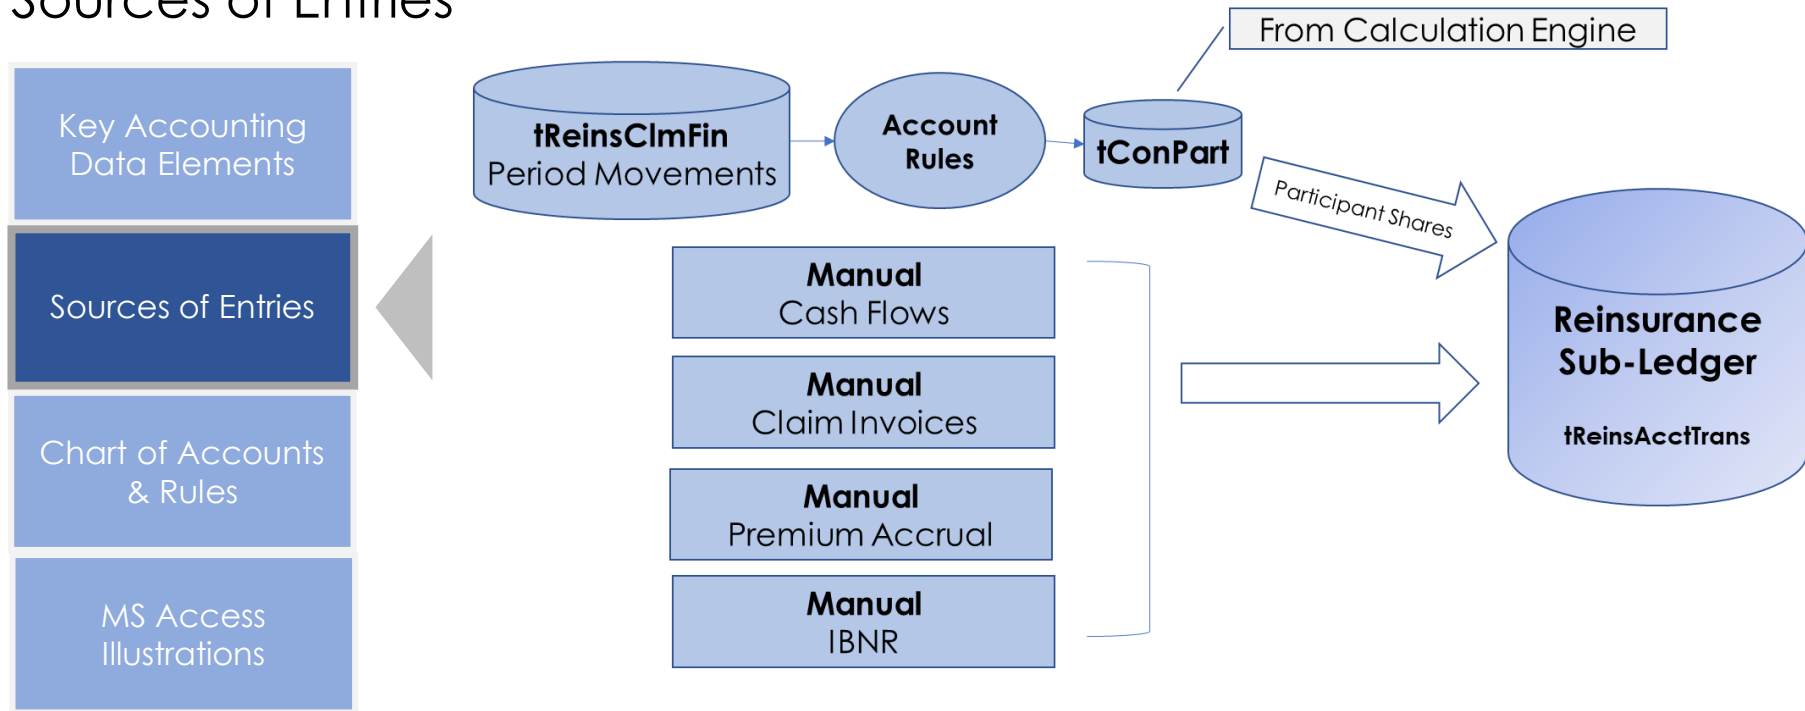 Sources of Entries
From Calculation Engine
Key Accounting
Data Elements
Sources of Entries
Chart of Accounts
& Rules
MS Access
Illustrations
tReinsClmFin
Period Movements
Account
Rules
tConPart
Participant Shares
Manual
Cash Flows
Manual
Claim Invoices
Manual
Premium Accrual
Manual
IBNR
Reinsurance
Sub-Ledger
tReinsAcctTrans